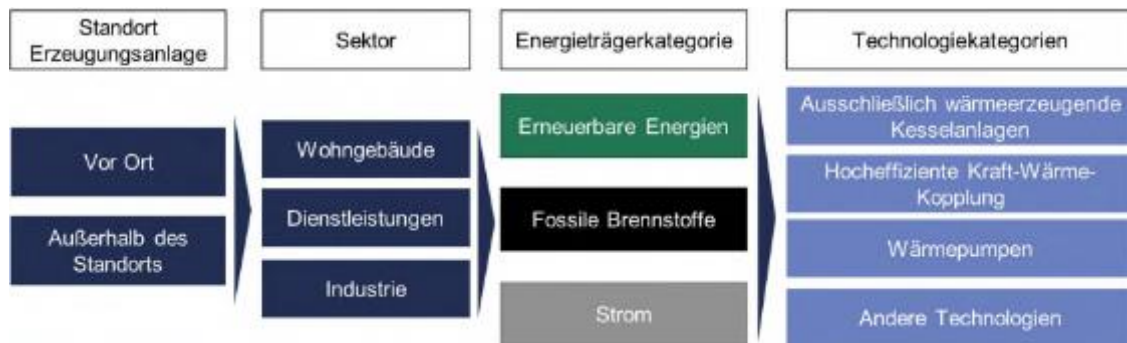 Standort
Erzeugungsanlage
Sektor
Energieträgerkategorie
Technologiekategorien
Vor Ort
Außerhalb des
Standorts
Wohngebäude
Dienstleistungen
Industrie
Erneuerbare Energien
Fossile Brennstoffe
Strom
Ausschließlich wärmeerzeugende
Kesselanlagen
Hocheffiziente Kraft-Wärme-
Kopplung
Wärmepumpen
Andere Technologien